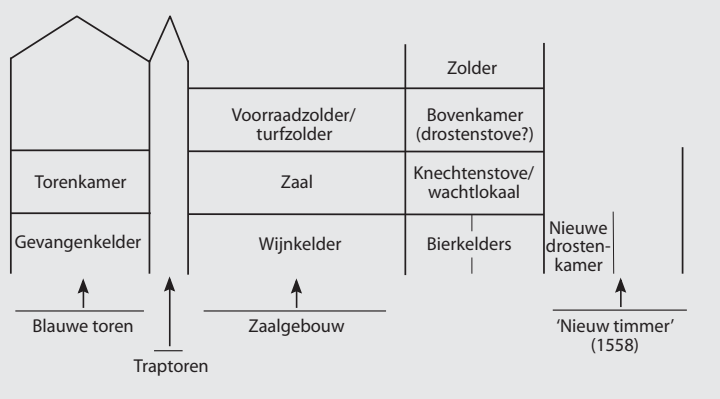 Zolder
Voorraadzolder/
turfzolder
Bovenkamer
(drostenstove?)
Torenkamer
Zaal
Knechtenstove/
wachtlokaal
Gevangenkelder
Wijnkelder
Bierkelders
Nieuwe
drosten-
kamer
Blauwe toren
Zaalgebouw
'Nieuw timmer'
(1558)
Traptoren